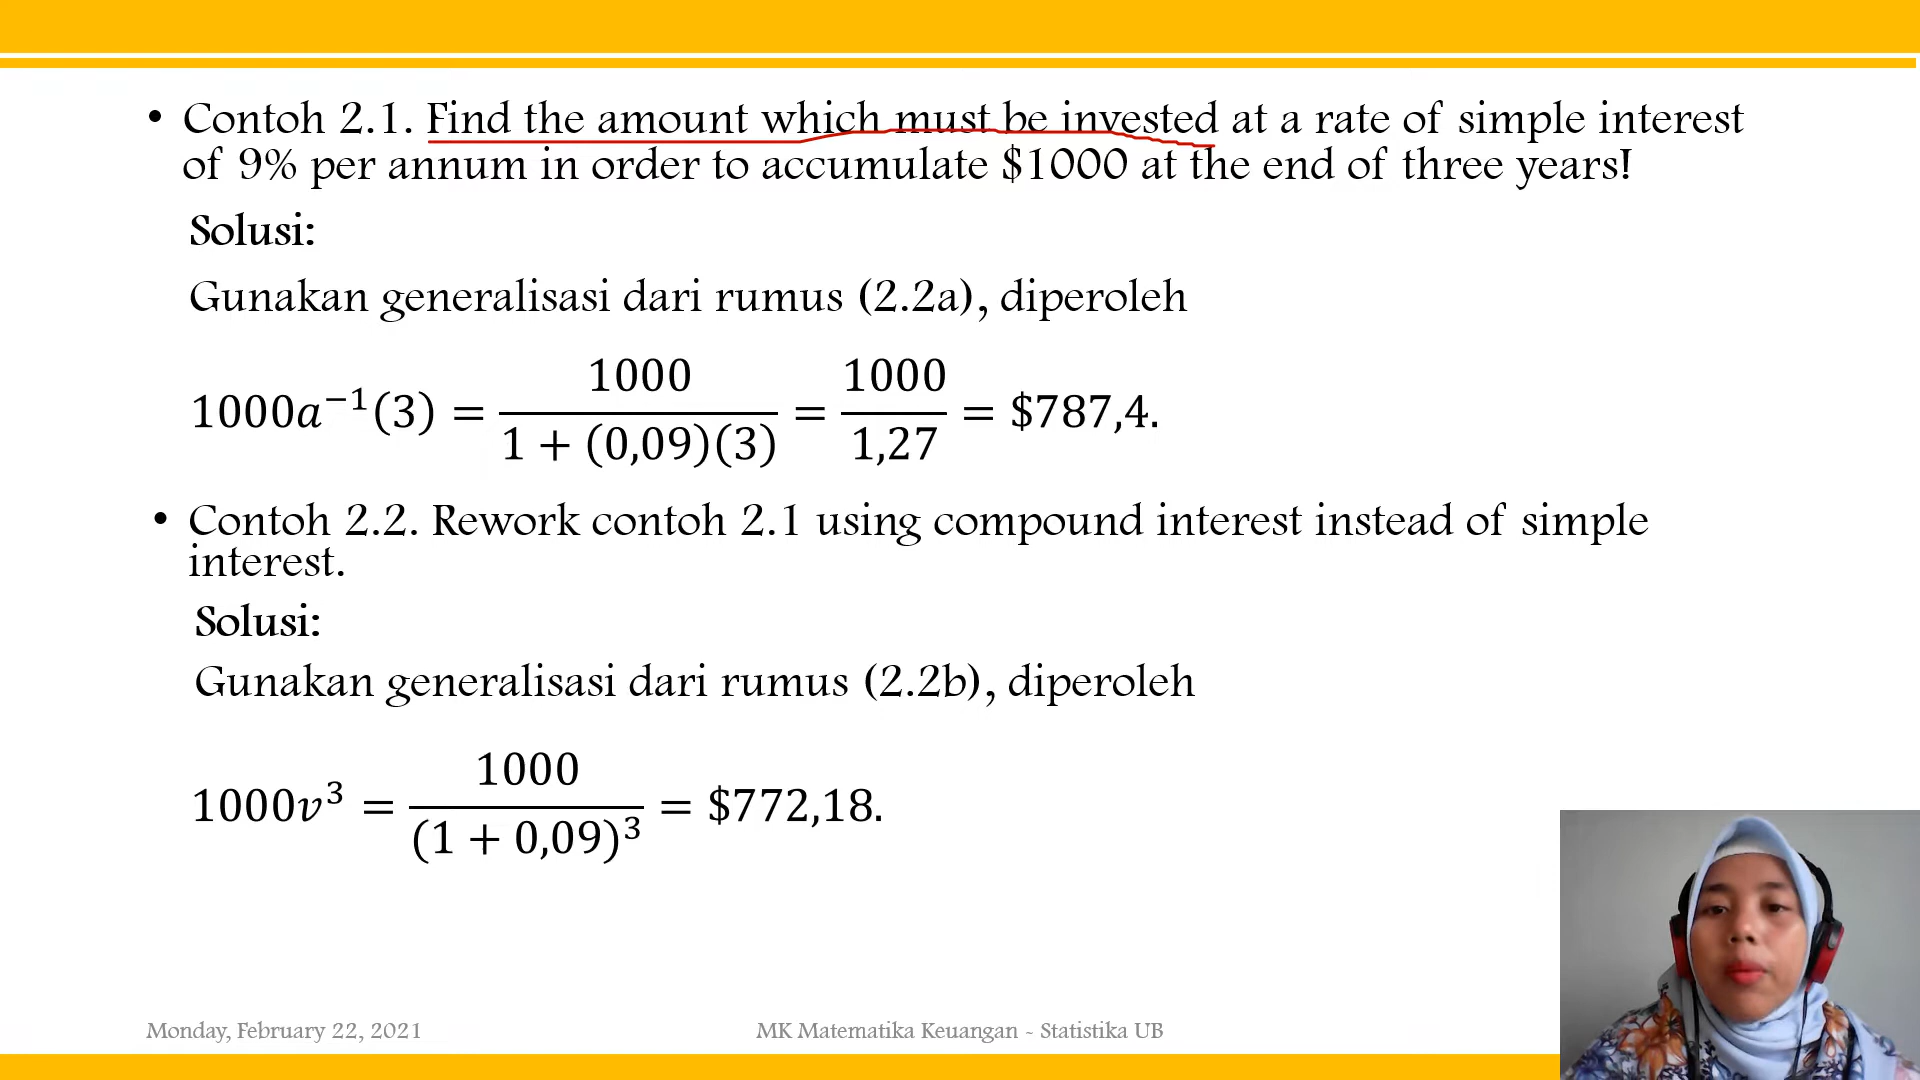 • Contoh 2.1. Find the amount which must be invested at a rate of simple interest
of 9% per annum in order to accumulate $1000 at the end of three years!
Solusi:
Gunakan generalisasi dari rumus (2.2a), diperoleh
1000a⁻¹(3) = 1000/(1 + (0,09)(3)) = 1000/1,27 = $787,4.
• Contoh 2.2. Rework contoh 2.1 using compound interest instead of simple
interest.
Solusi:
Gunakan generalisasi dari rumus (2.2b), diperoleh
1000v³ = 1000/(1 + 0,09)³ = $772,18.
Monday, February 22, 2021
MK Matematika Keuangan - Statistika UB